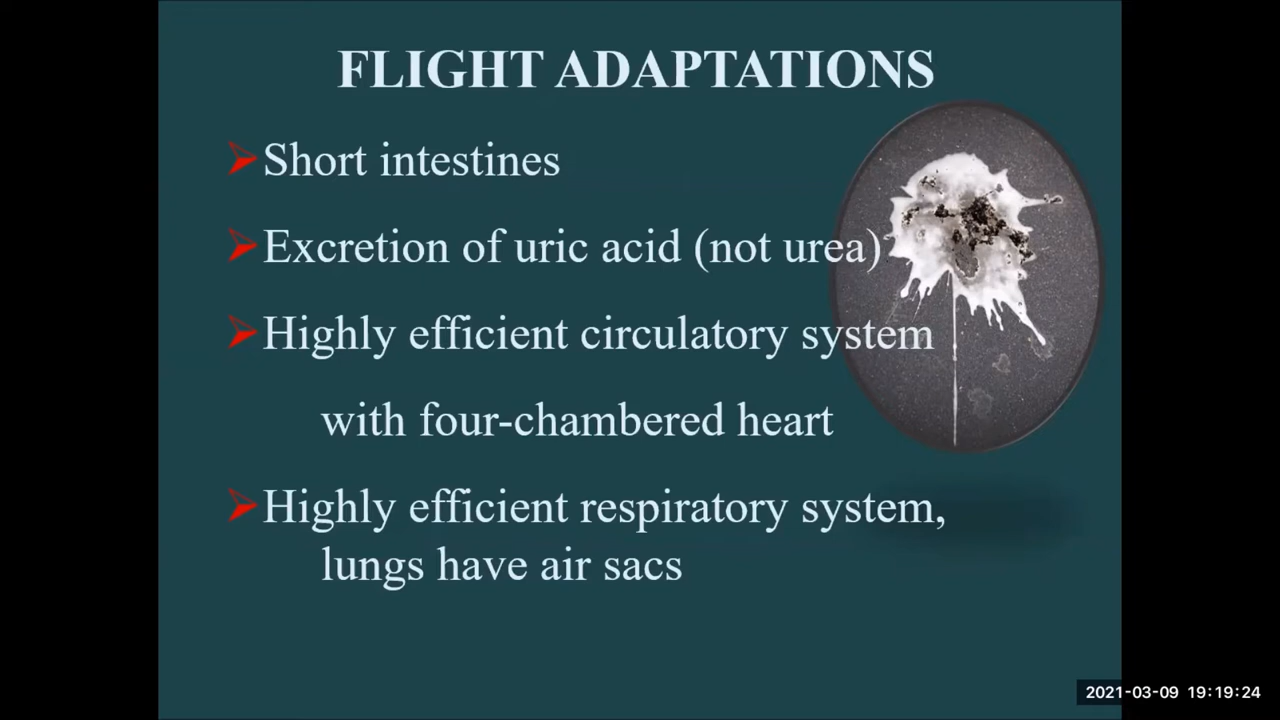 FLIGHT ADAPTATIONS
Short intestines
Excretion of uric acid (not urea)
Highly efficient circulatory system
with four-chambered heart
Highly efficient respiratory system,
lungs have air sacs
2021-03-09 19:19:24